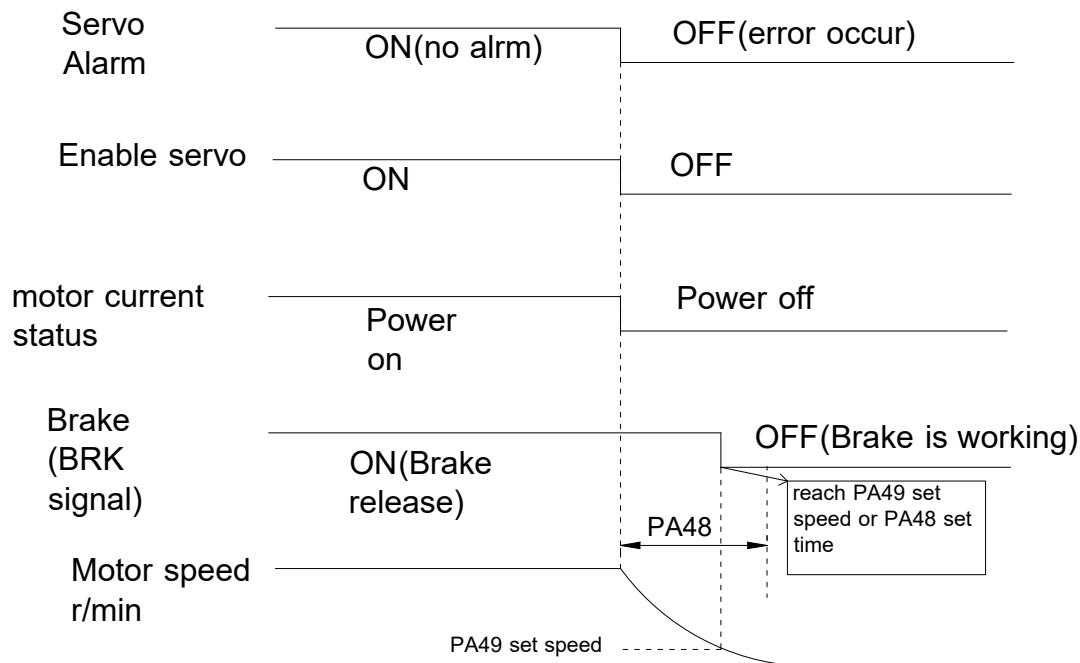 Servo
Alarm
ON(no alrm)
OFF(error occur)
Enable servo
ON
OFF
motor current
status
Power
on
Power off
Brake
(BRK
signal)
ON(Brake
release)
OFF(Brake is working)
reach PA49 set
speed or PA48 set
time
PA48
Motor speed
r/min
PA49 set speed